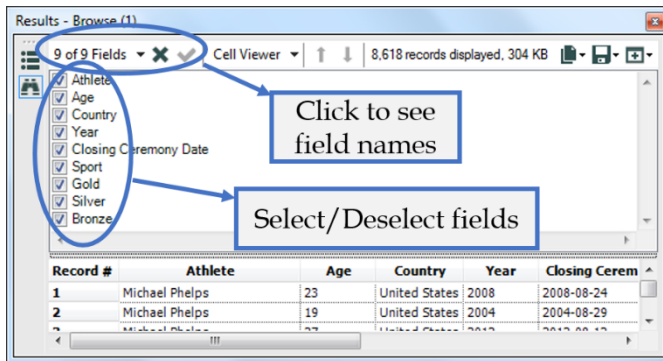 Results - Browse (1)
9 of 9 Fields Cell Viewer 8,618 records displayed, 304 KB
Athlete
Age
Country
Year
Closing Ceremony Date
Sport
Gold
Silver
Bronze
Click to see
field names
Select/Deselect fields
Record # Athlete Age Country Year Closing Cerem
1 Michael Phelps 23 United States 2008 2008-08-24
2 Michael Phelps 19 United States 2004 2004-08-29